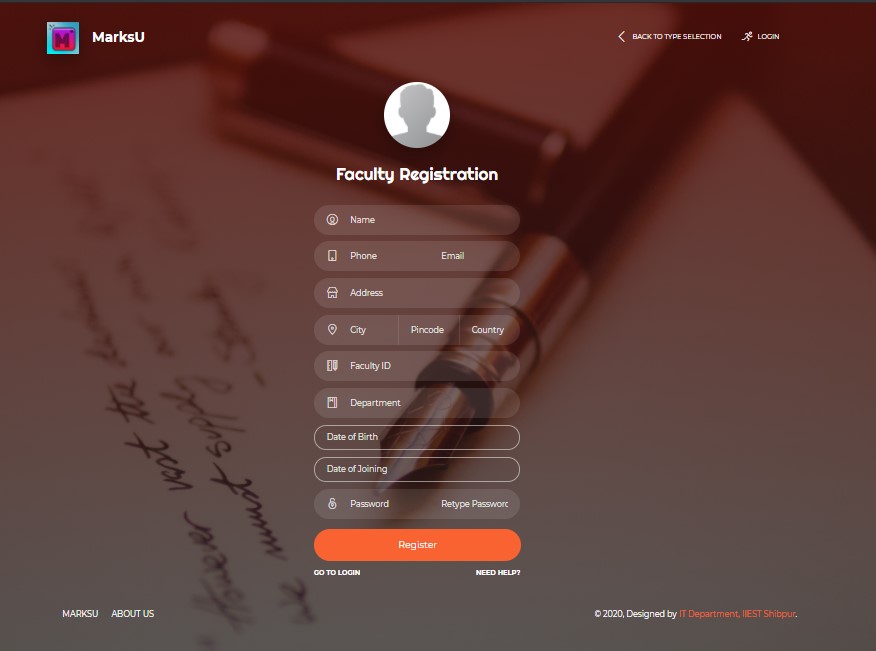 MarksU
BACK TO TYPE SELECTION LOGIN
Faculty Registration
Name
Phone Email
Address
City Pincode Country
Faculty ID
Department
Date of Birth
Date of Joining
Password Retype Passworc
Register
GO TO LOGIN NEED HELP?
MARKSU ABOUT US
© 2020, Designed by IT Department, IIEST Shibpur.